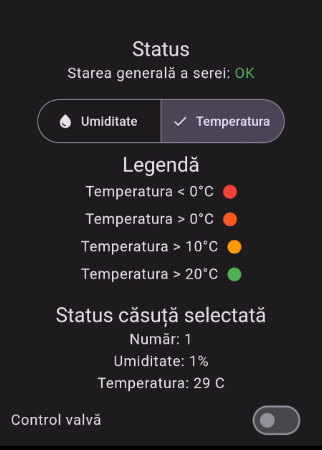 Status
Starea generală a serei: OK
Umiditate
Temperatura
Legendă
Temperatura < 0°C
Temperatura > 0°C
Temperatura > 10°C
Temperatura > 20°C
Status căsuță selectată
Număr: 1
Umiditate: 1%
Temperatura: 29 C
Control valvă